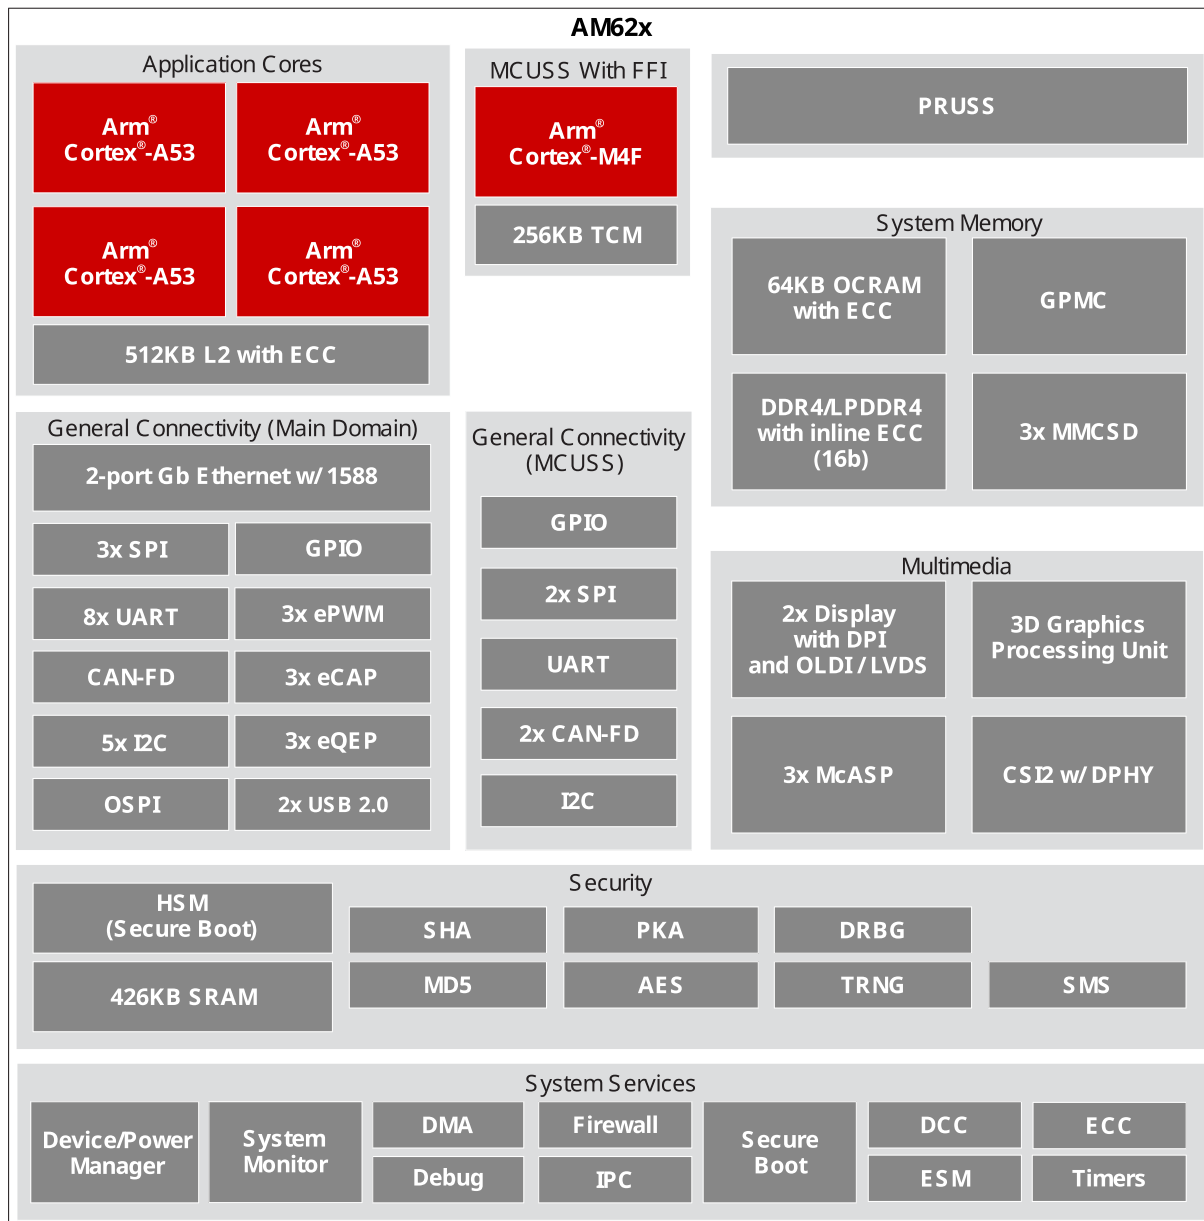 AM62x
Application Cores
Arm®
Cortex®-A53
Arm®
Cortex®-A53
Arm®
Cortex®-A53
Arm®
Cortex®-A53
512KB L2 with ECC
MCUSS With FFI
Arm®
Cortex®-M4F
256KB TCM
PRUSS
System Memory
64KB OCRAM
with ECC
GPMC
DDR4/LPDDR4
with inline ECC
(16b)
3x MMCSD
General Connectivity (Main Domain)
2-port Gb Ethernet w/ 1588
3x SPI
GPIO
8x UART
3x ePWM
CAN-FD
3x eCAP
5x I2C
3x eQEP
OSPI
2x USB 2.0
General Connectivity
(MCUSS)
GPIO
2x SPI
UART
2x CAN-FD
I2C
Multimedia
2x Display
with DPI
and OLDI / LVDS
3D Graphics
Processing Unit
3x McASP
CSI2 w/ DPHY
Security
HSM
(Secure Boot)
SHA
PKA
DRBG
426KB SRAM
MD5
AES
TRNG
SMS
System Services
Device/Power
Manager
System
Monitor
DMA
Debug
Firewall
IPC
Secure
Boot
DCC
ESM
ECC
Timers